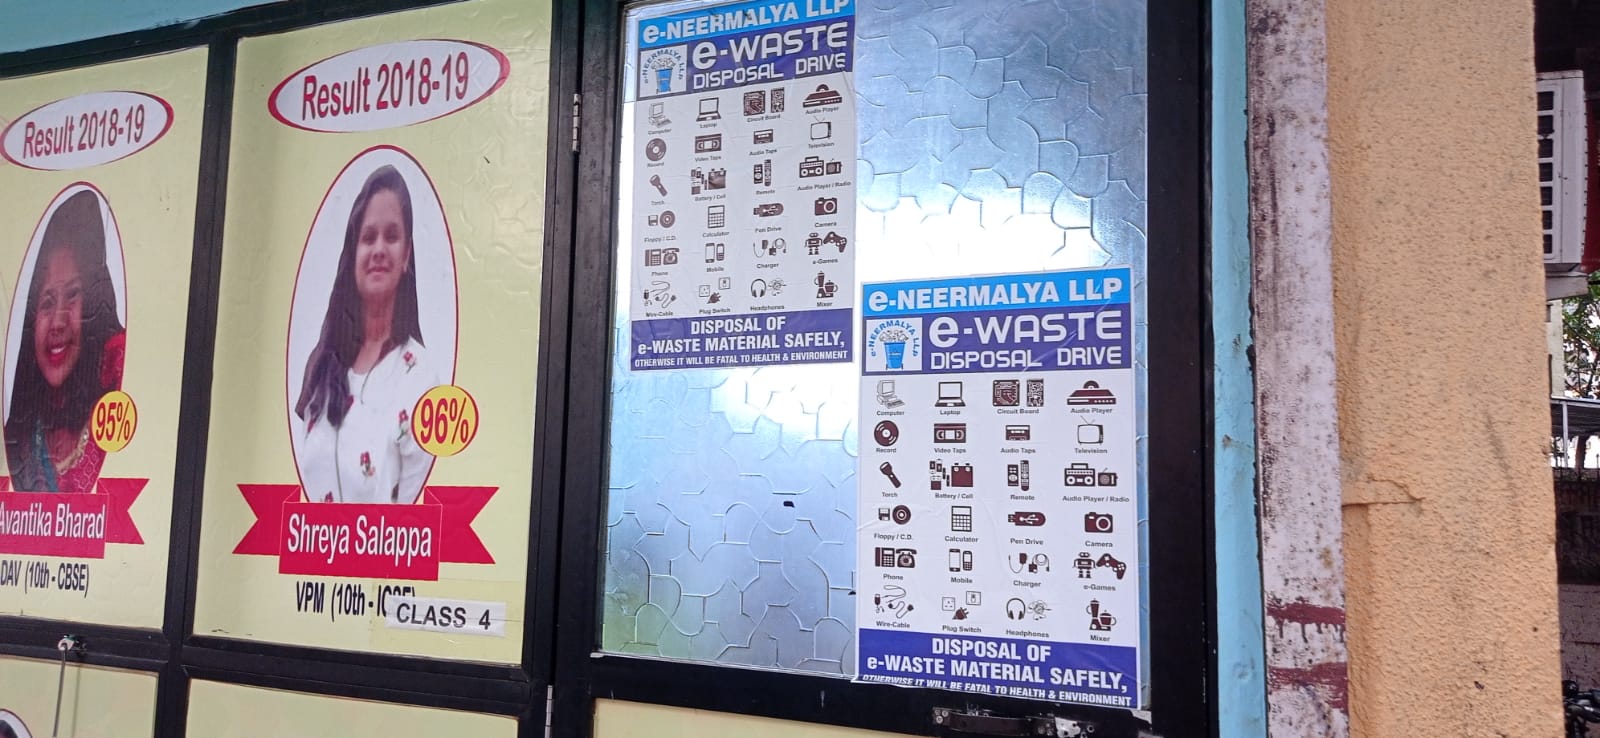 Result 2018-19
95%
Avantika Bharad
DAV (10th - CBSE)
Result 2018-19
96%
Shreya Salappa
VPM (10th -
CLASS 4
e-NEERMALYA LLP
e-NEERMALYA LLP
e-WASTE
DISPOSAL DRIVE
Computer Laptop Circuit Board Audio Player
Record Video Taps Audio Taps Television
Torch Battery / Cell Remote Audio Player / Radio
Floppy / C.D. Calculator Pen Drive Camera
Phone Mobile Charger e-Games
Wire-Cable Plug Switch Headphones Mixer
DISPOSAL OF
e-WASTE MATERIAL SAFELY,
OTHERWISE IT WILL BE FATAL TO HEALTH & ENVIRONMENT
e-NEERMALYA LLP
e-NEERMALYA LLP
e-WASTE
DISPOSAL DRIVE
Computer Laptop Circuit Board Audio Player
Record Video Taps Audio Taps Television
Torch Battery / Cell Remote Audio Player / Radio
Floppy / C.D. Calculator Pen Drive Camera
Phone Mobile Charger e-Games
Wire-Cable Plug Switch Headphones Mixer
DISPOSAL OF
e-WASTE MATERIAL SAFELY,
OTHERWISE IT WILL BE FATAL TO HEALTH & ENVIRONMENT